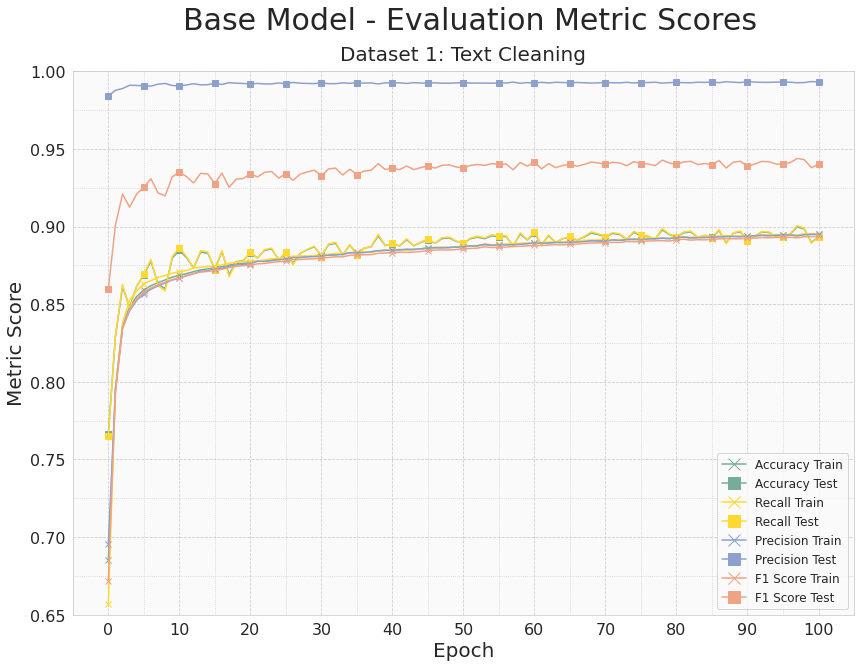 Base Model - Evaluation Metric Scores
Dataset 1: Text Cleaning
1.00
0.95
0.90
0.85
0.80
0.75
0.70
0.65
Metric Score
0 10 20 30 40 50 60 70 80 90 100
Epoch
Accuracy Train
Accuracy Test
Recall Train
Recall Test
Precision Train
Precision Test
F1 Score Train
F1 Score Test